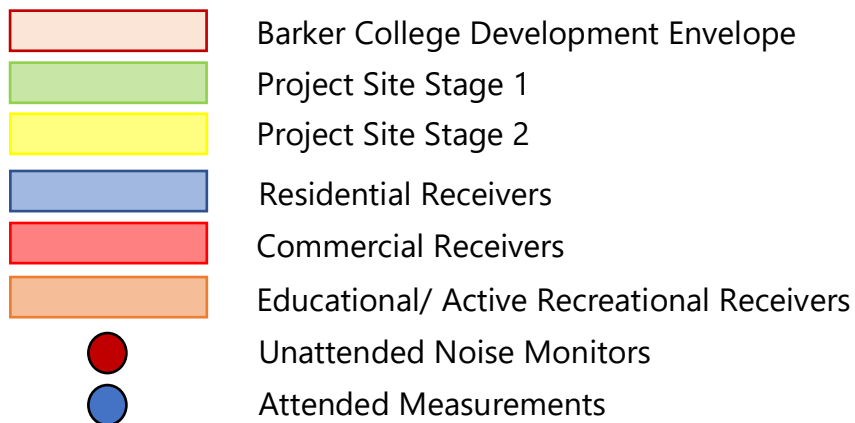 Barker College Development Envelope
Project Site Stage 1
Project Site Stage 2
Residential Receivers
Commercial Receivers
Educational/ Active Recreational Receivers
Unattended Noise Monitors
Attended Measurements